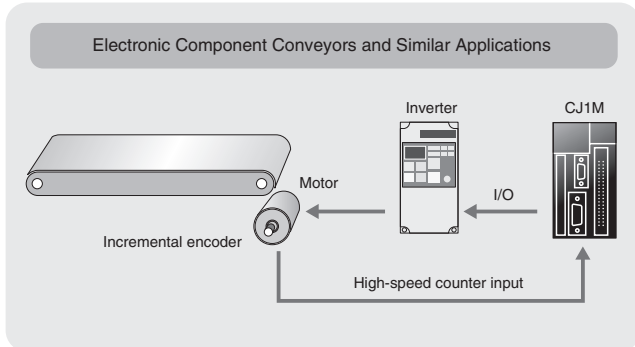 Electronic Component Conveyors and Similar Applications
Inverter
CJ1M
Motor
I/O
Incremental encoder
High-speed counter input